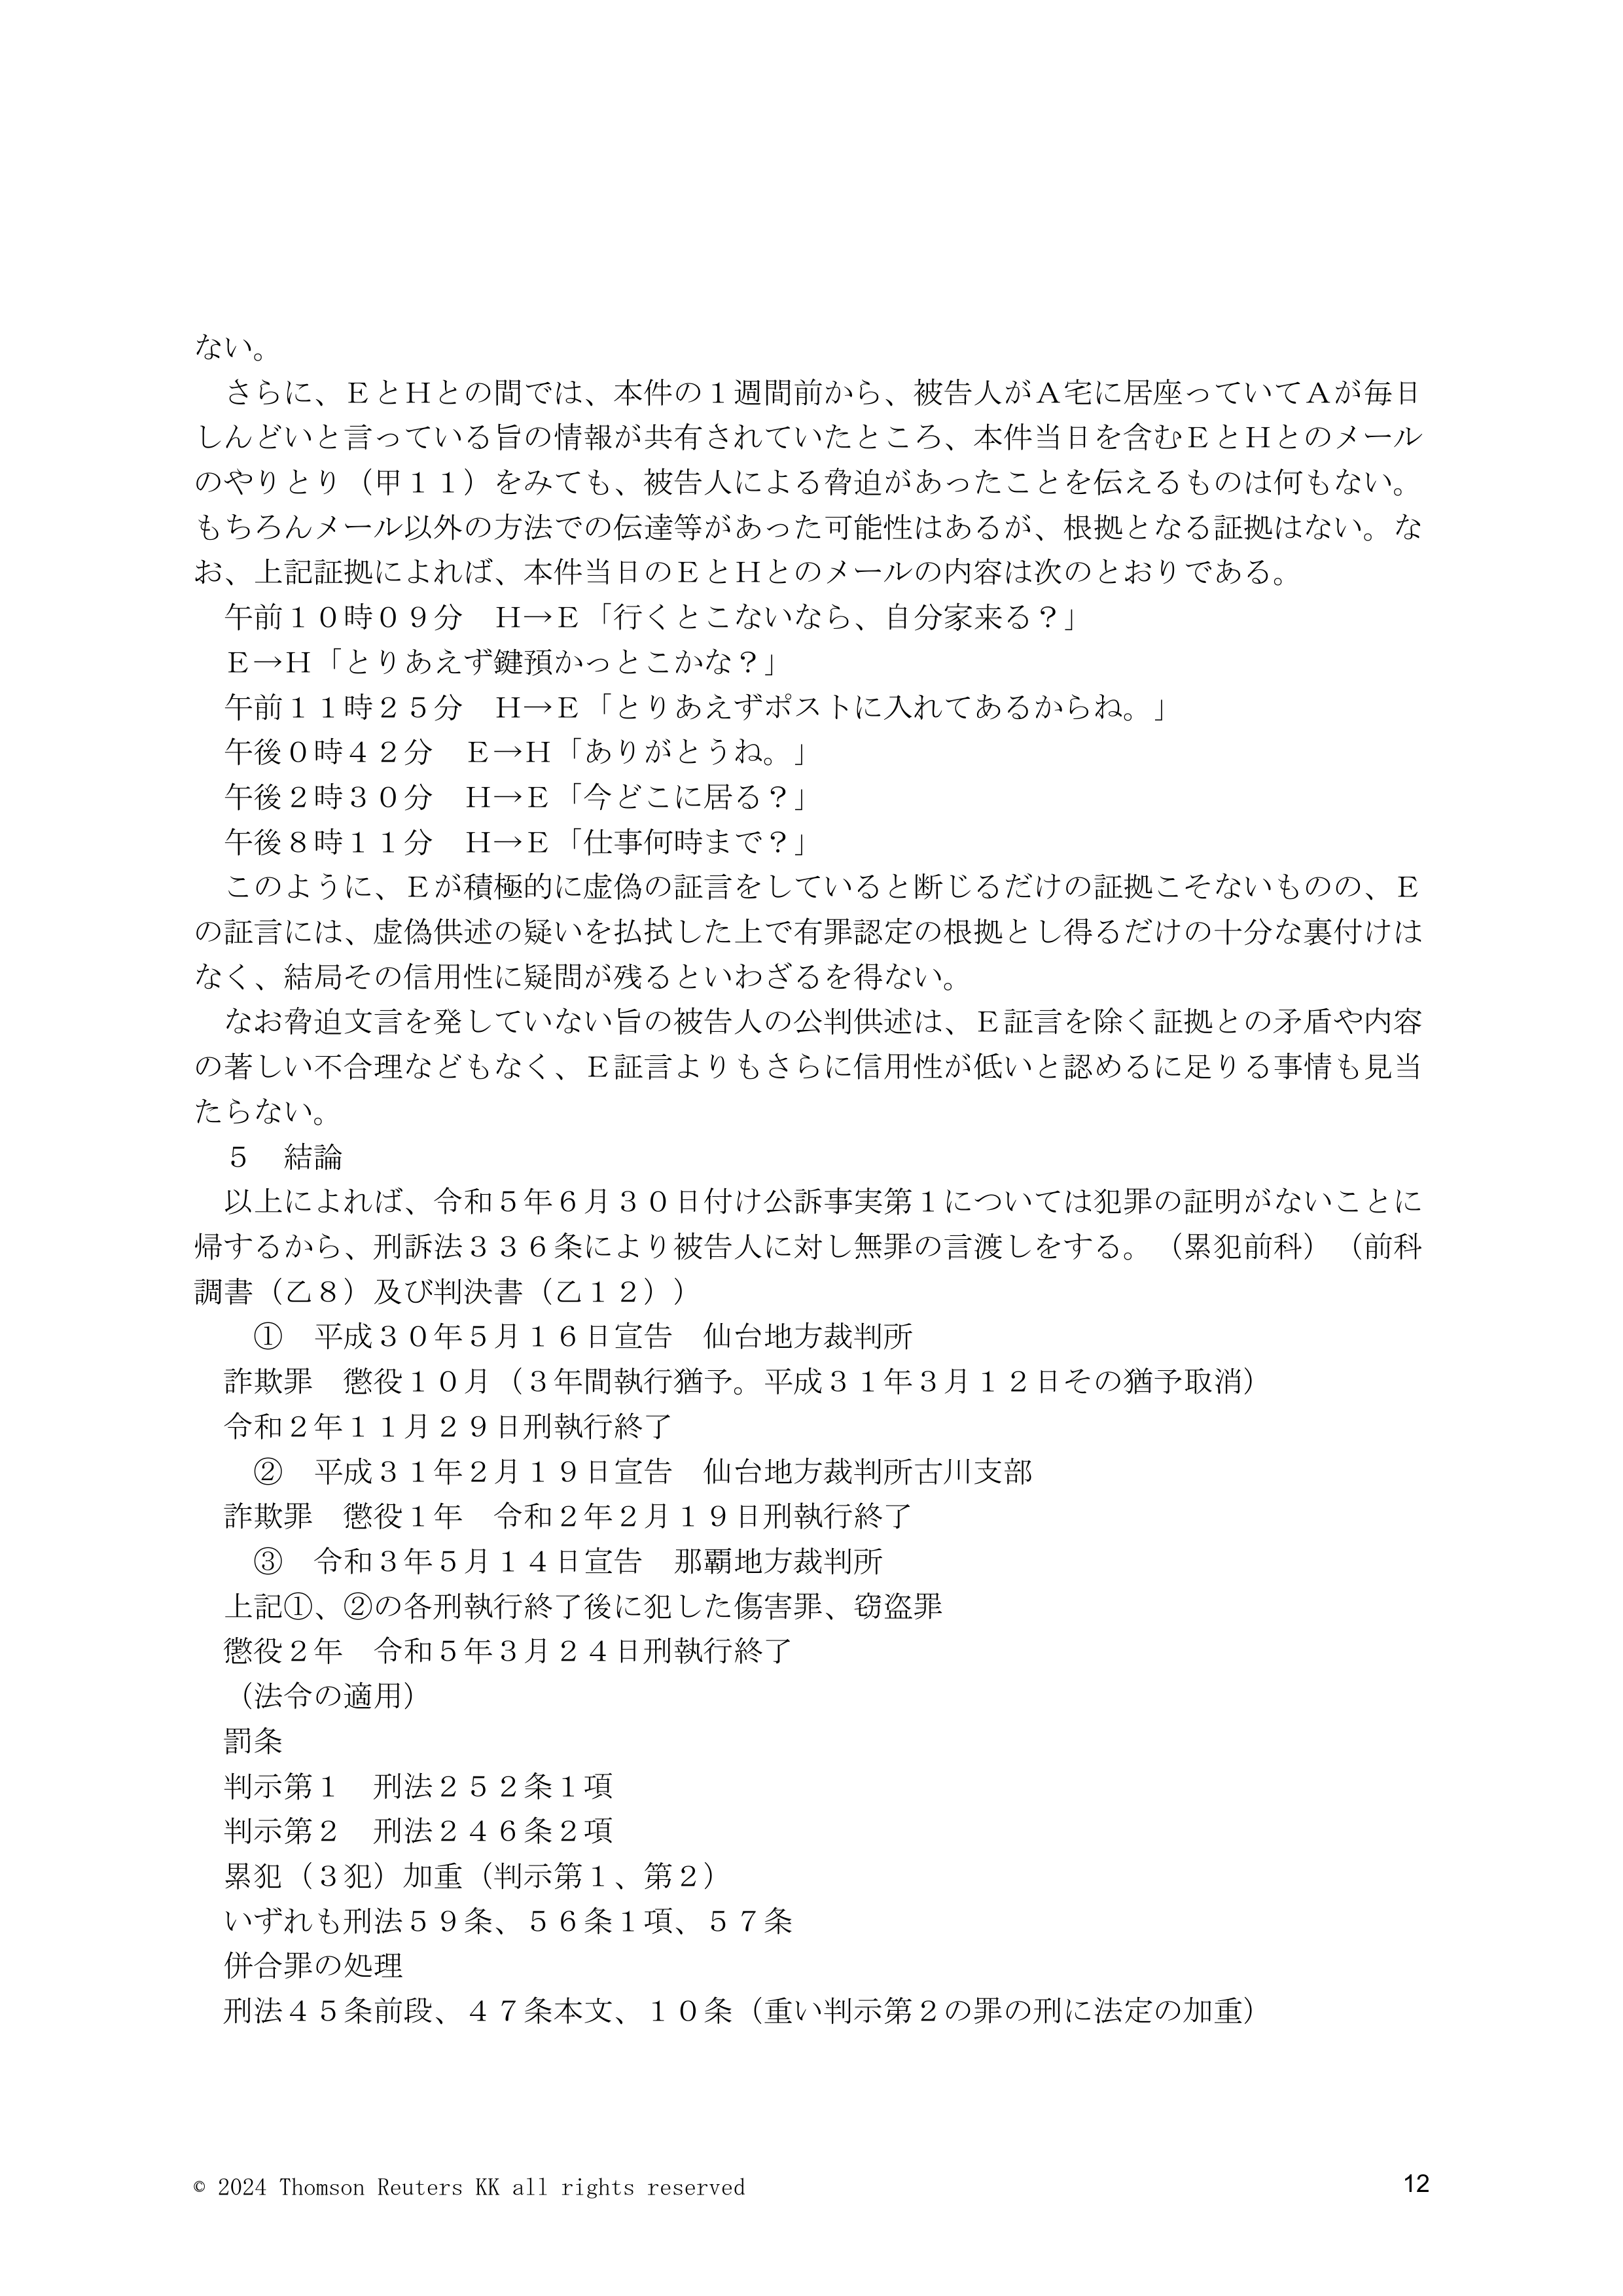 ない。
　さらに、ＥとＨとの間では、本件の１週間前から、被告人がＡ宅に居座っていてＡが毎日
しんどいと言っている旨の情報が共有されていたところ、本件当日を含むＥとＨとのメール
のやりとり（甲１１）をみても、被告人による脅迫があったことを伝えるものは何もない。
もちろんメール以外の方法での伝達等があった可能性はあるが、根拠となる証拠はない。な
お、上記証拠によれば、本件当日のＥとＨとのメールの内容は次のとおりである。
　午前１０時０９分　Ｈ→Ｅ「行くとこないなら、自分家来る？」
　Ｅ→Ｈ「とりあえず鍵預かっとこかな？」
　午前１１時２５分　Ｈ→Ｅ「とりあえずポストに入れてあるからね。」
　午後０時４２分　Ｅ→Ｈ「ありがとうね。」
　午後２時３０分　Ｈ→Ｅ「今どこに居る？」
　午後８時１１分　Ｈ→Ｅ「仕事何時まで？」
　このように、Ｅが積極的に虚偽の証言をしていると断じるだけの証拠こそないものの、Ｅ
の証言には、虚偽供述の疑いを払拭した上で有罪認定の根拠とし得るだけの十分な裏付けは
なく、結局その信用性に疑問が残るといわざるを得ない。
　なお脅迫文言を発していない旨の被告人の公判供述は、Ｅ証言を除く証拠との矛盾や内容
の著しい不合理などもなく、Ｅ証言よりもさらに信用性が低いと認めるに足りる事情も見当
たらない。
　５　結論
　以上によれば、令和５年６月３０日付け公訴事実第１については犯罪の証明がないことに
帰するから、刑訴法３３６条により被告人に対し無罪の言渡しをする。（累犯前科）（前科
調書（乙８）及び判決書（乙１２））
　　①　平成３０年５月１６日宣告　仙台地方裁判所
　詐欺罪　懲役１０月（３年間執行猶予。平成３１年３月１２日その猶予取消）
　令和２年１１月２９日刑執行終了
　　②　平成３１年２月１９日宣告　仙台地方裁判所古川支部
　詐欺罪　懲役１年　令和２年２月１９日刑執行終了
　　③　令和３年５月１４日宣告　那覇地方裁判所
　上記①、②の各刑執行終了後に犯した傷害罪、窃盗罪
　懲役２年　令和５年３月２４日刑執行終了
　（法令の適用）
　罰条
　判示第１　刑法２５２条１項
　判示第２　刑法２４６条２項
　累犯（３犯）加重（判示第１、第２）
　いずれも刑法５９条、５６条１項、５７条
　併合罪の処理
　刑法４５条前段、４７条本文、１０条（重い判示第２の罪の刑に法定の加重）
© 2024 Thomson Reuters KK all rights reserved
12